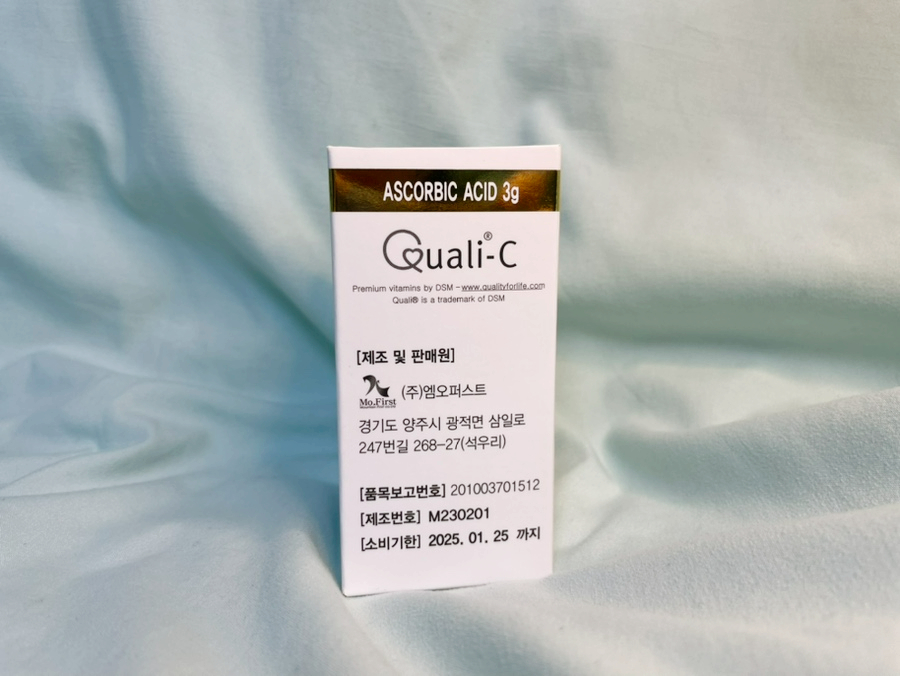 ASCORBIC ACID 3g
Quali®-C
Premium vitamins by DSM - www.qualityforlife.com
Quali® is a trademark of DSM
[제조 및 판매원]
Mo.First
(주)엠오퍼스트
경기도 양주시 광적면 삼일로
247번길 268-27(석우리)
[품목보고번호] 201003701512
[제조번호] M230201
[소비기한] 2025. 01. 25 까지